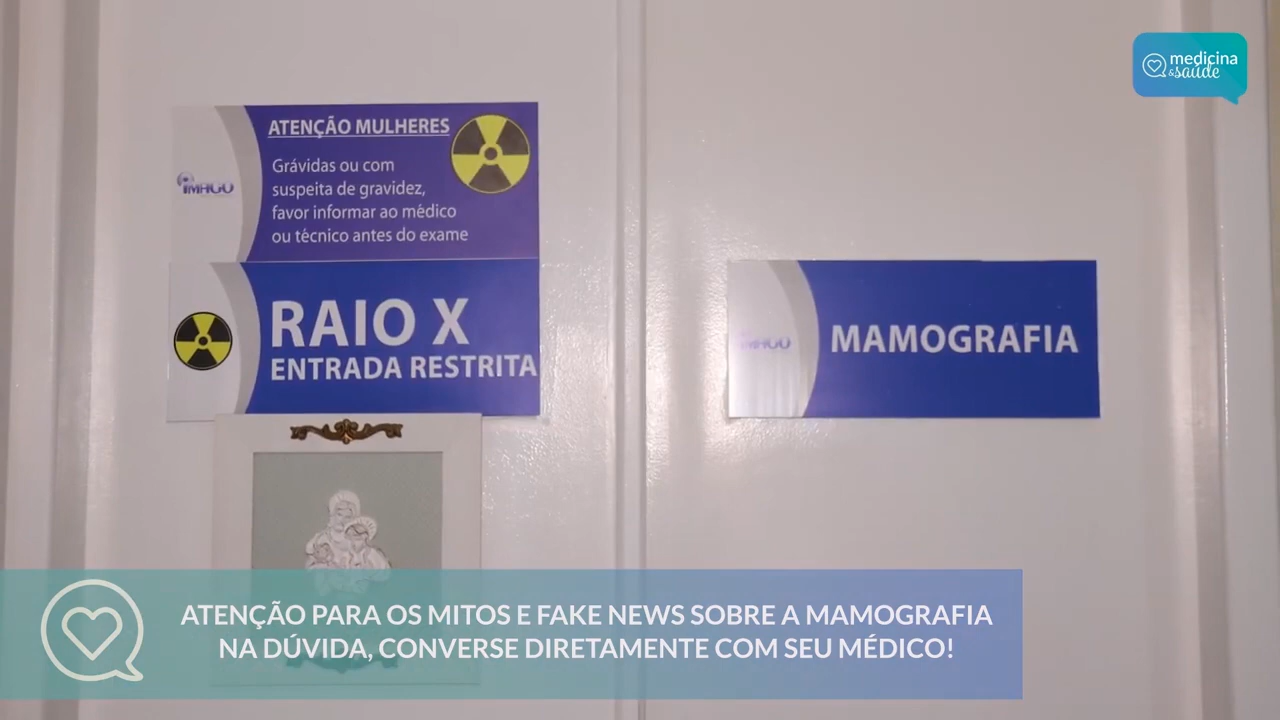 medicina
&saúde
ATENÇÃO MULHERES
Grávidas ou com
suspeita de gravidez,
favor informar ao médico
ou técnico antes do exame
iMAGO
RAIO X
ENTRADA RESTRITA
IMAGO
MAMOGRAFIA
ATENÇÃO PARA OS MITOS E FAKE NEWS SOBRE A MAMOGRAFIA
NA DÚVIDA, CONVERSE DIRETAMENTE COM SEU MÉDICO!